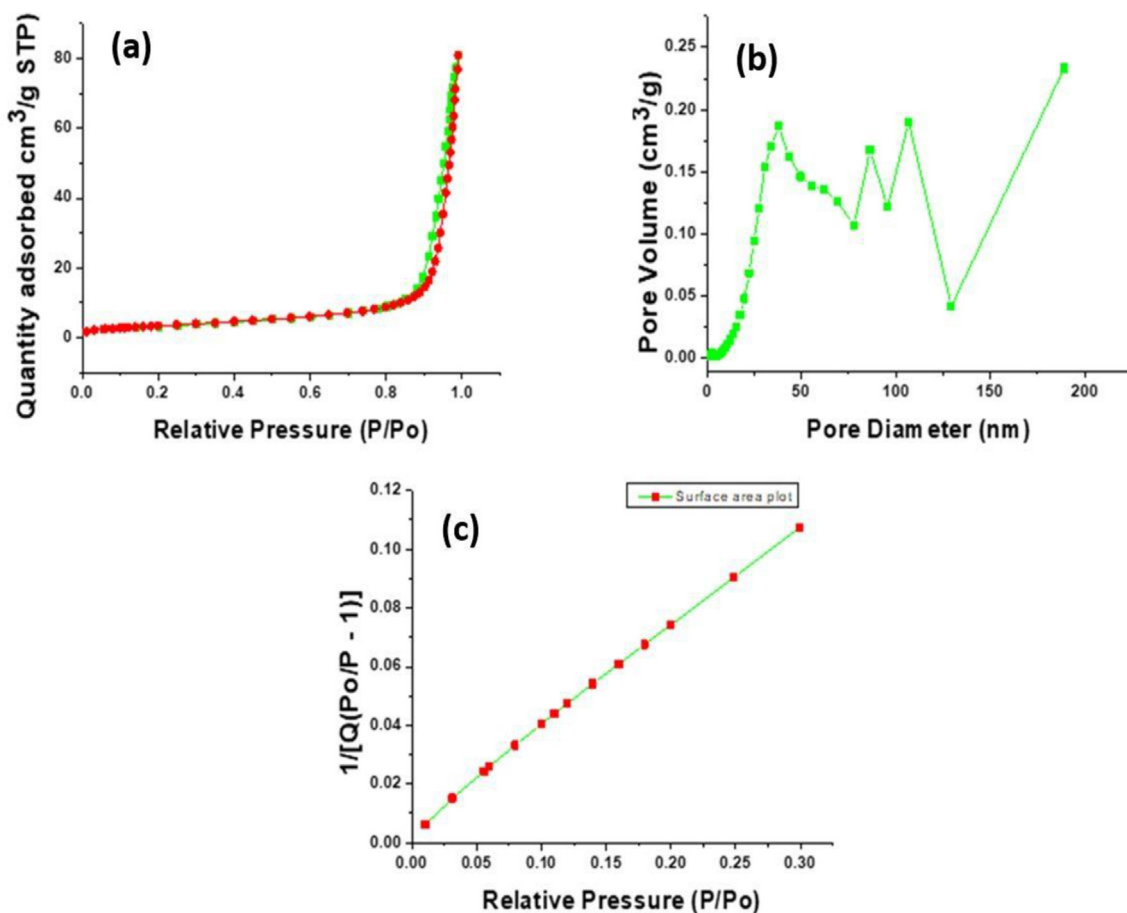 (a)
Quantity adsorbed cm³/g STP)
80
60
40
20
0
0.0 0.2 0.4 0.6 0.8 1.0
Relative Pressure (P/Po)
(b)
Pore Volume (cm³/g)
0.25
0.20
0.15
0.10
0.05
0.00
0 50 100 150 200
Pore Diameter (nm)
(c)
Surface area plot
1/[Q(Po/P - 1)]
0.12
0.10
0.08
0.06
0.04
0.02
0.00
0.00 0.05 0.10 0.15 0.20 0.25 0.30
Relative Pressure (P/Po)